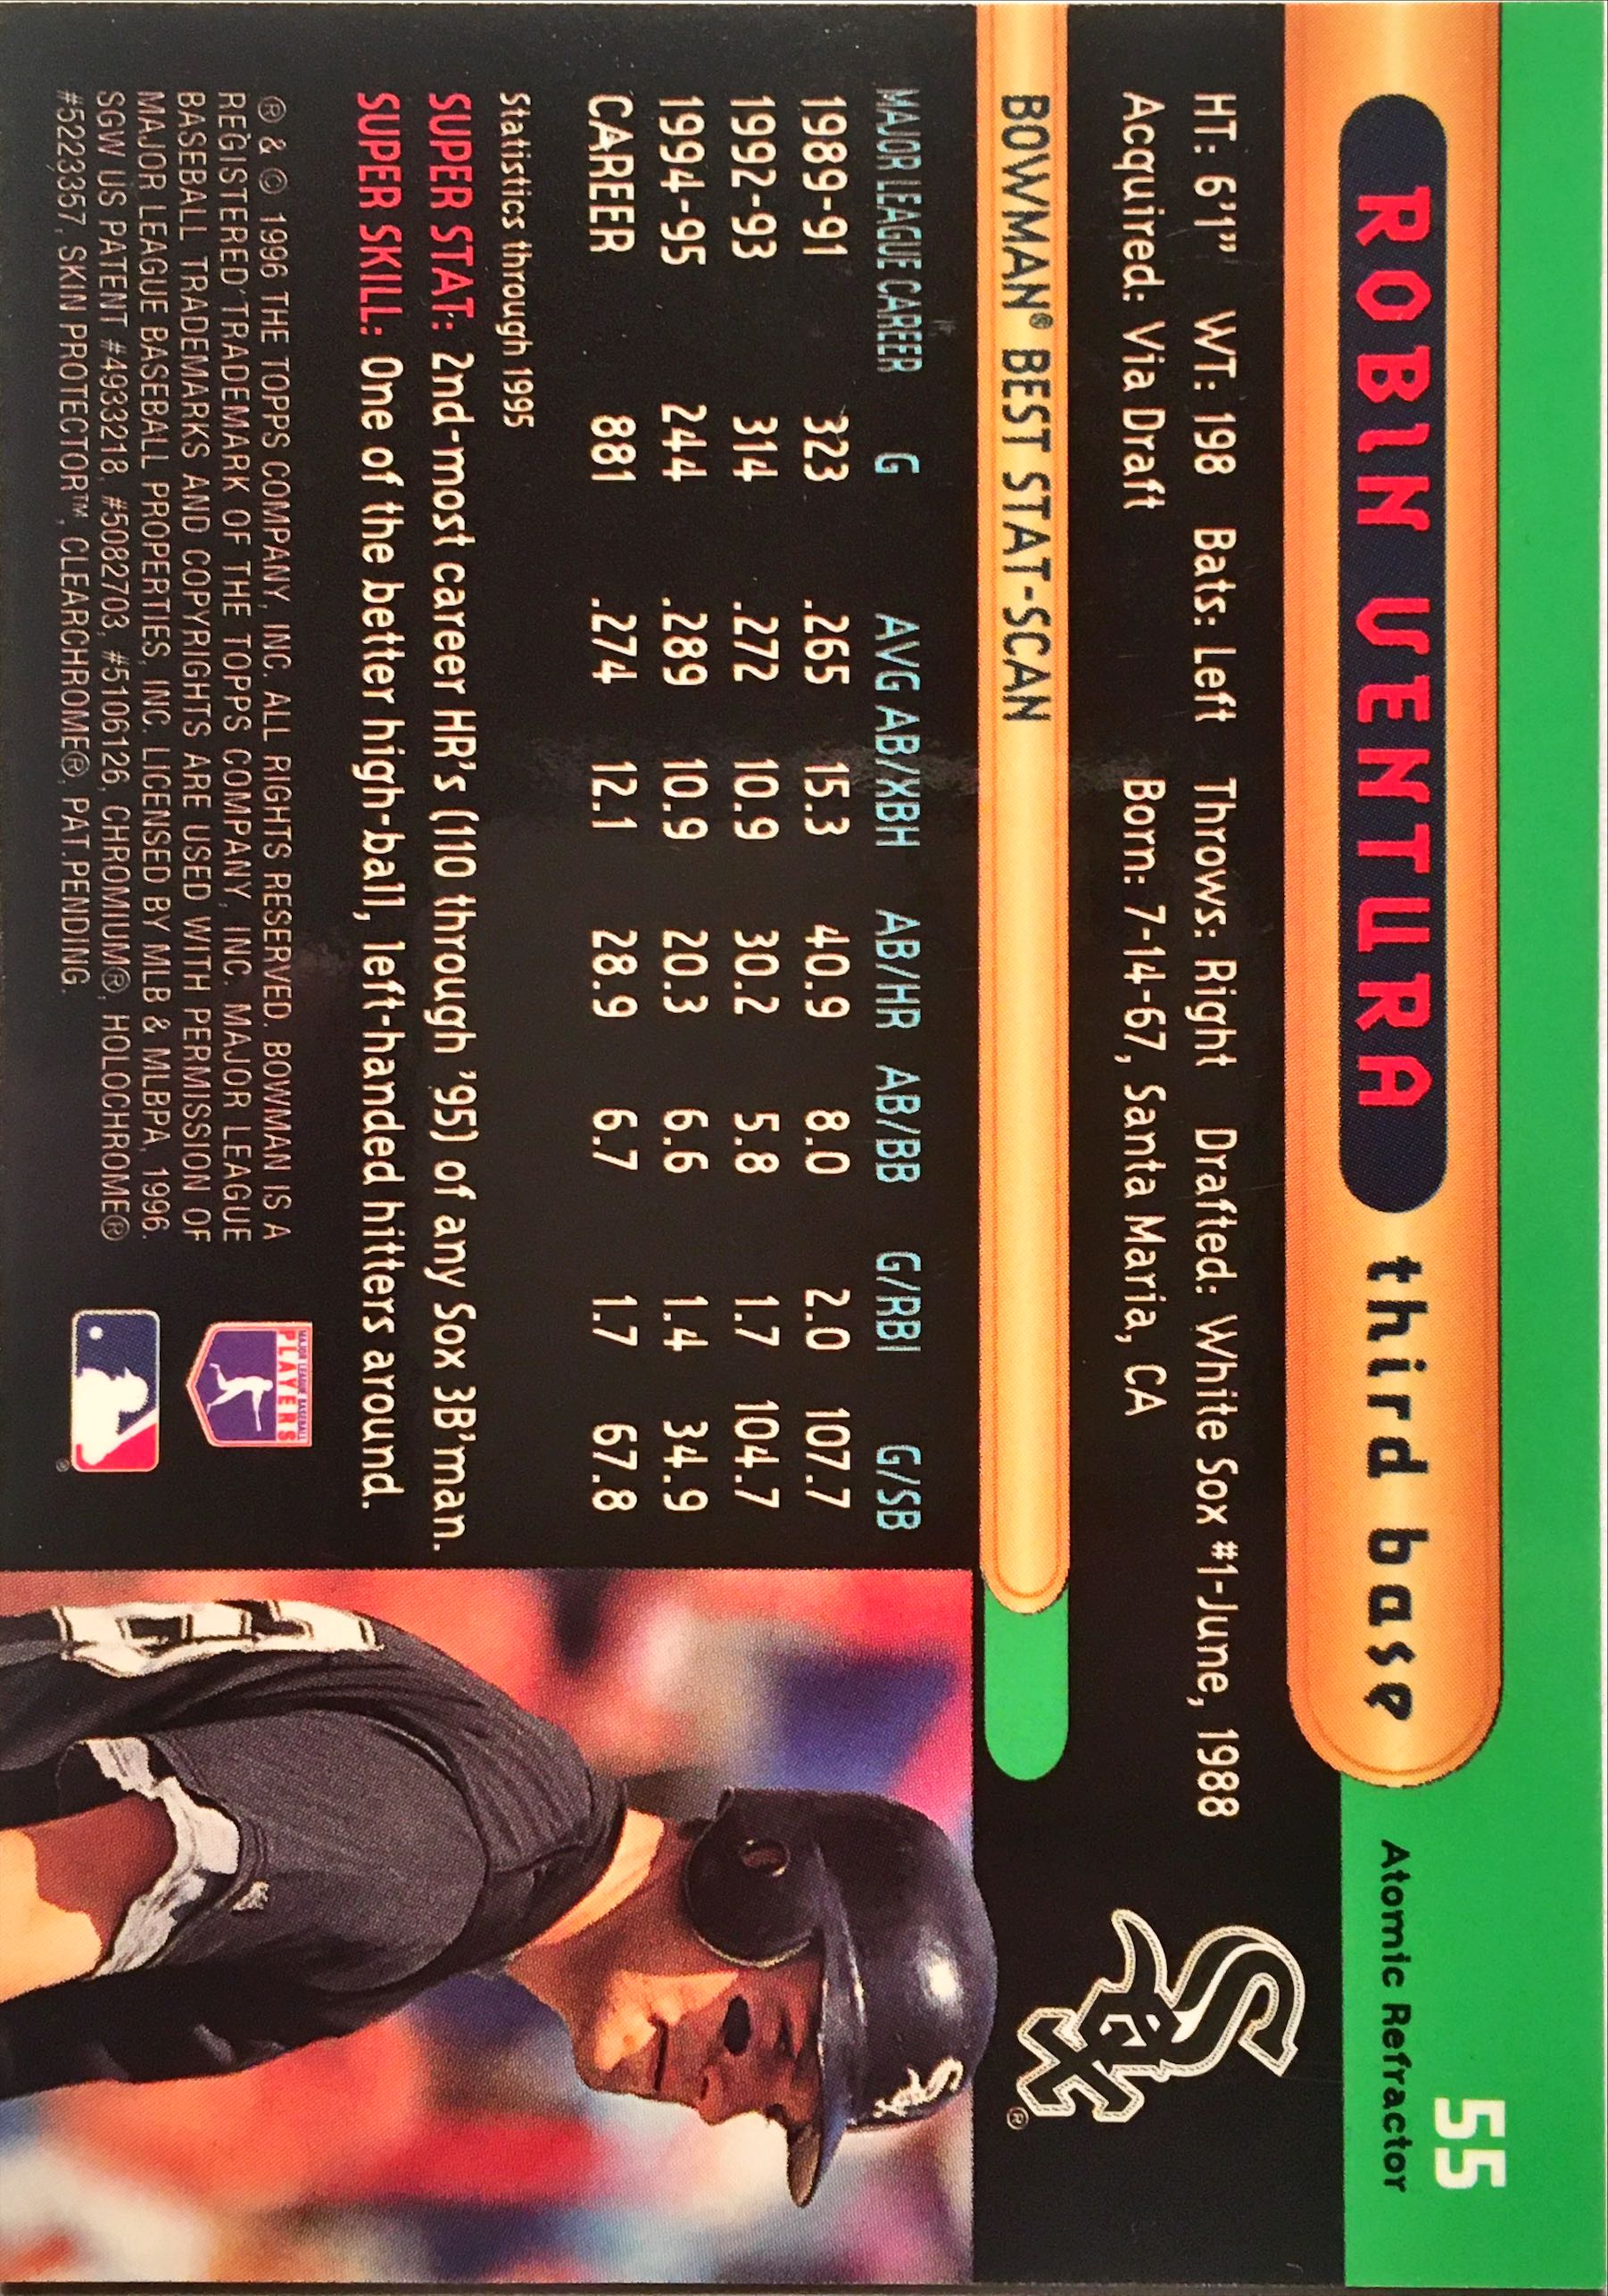 55
ROBIN VENTURA third base
Atomic Refractor
HT: 6'1" WT: 198 Bats: Left Throws: Right Drafted: White Sox #1-June, 1988
Acquired: Via Draft Born: 7-14-67, Santa Maria, CA
Sox®
BOWMAN® BEST STAT-SCAN
MAJOR LEAGUE CAREER G AVG AB/XBH AB/HR AB/BB G/RBI G/SB
1989-91 323 .265 15.3 40.9 8.0 2.0 107.7
1992-93 314 .272 10.9 30.2 5.8 1.7 104.7
1994-95 244 .289 10.9 20.3 6.6 1.4 34.9
CAREER 881 .274 12.1 28.9 6.7 1.7 67.8
Statistics through 1995
SUPER STAT: 2nd-most career HR's (110 through '95) of any Sox 3B'man.
SUPER SKILL: One of the better high-ball, left-handed hitters around.
® & © 1996 THE TOPPS COMPANY, INC. ALL RIGHTS RESERVED. BOWMAN IS A
REGISTERED TRADEMARK OF THE TOPPS COMPANY, INC. MAJOR LEAGUE
BASEBALL TRADEMARKS AND COPYRIGHTS ARE USED WITH PERMISSION OF
MAJOR LEAGUE BASEBALL PROPERTIES, INC. LICENSED BY MLB & MLBPA, 1996.
SGW US PATENT #4933218, #5082703, #5106126, CHROMIUM®, HOLOCHROME®
#5223357, SKIN PROTECTOR™, CLEARCHROME®, PAT.PENDING.
MAJOR LEAGUE BASEBALL
PLAYERS
®
Sox